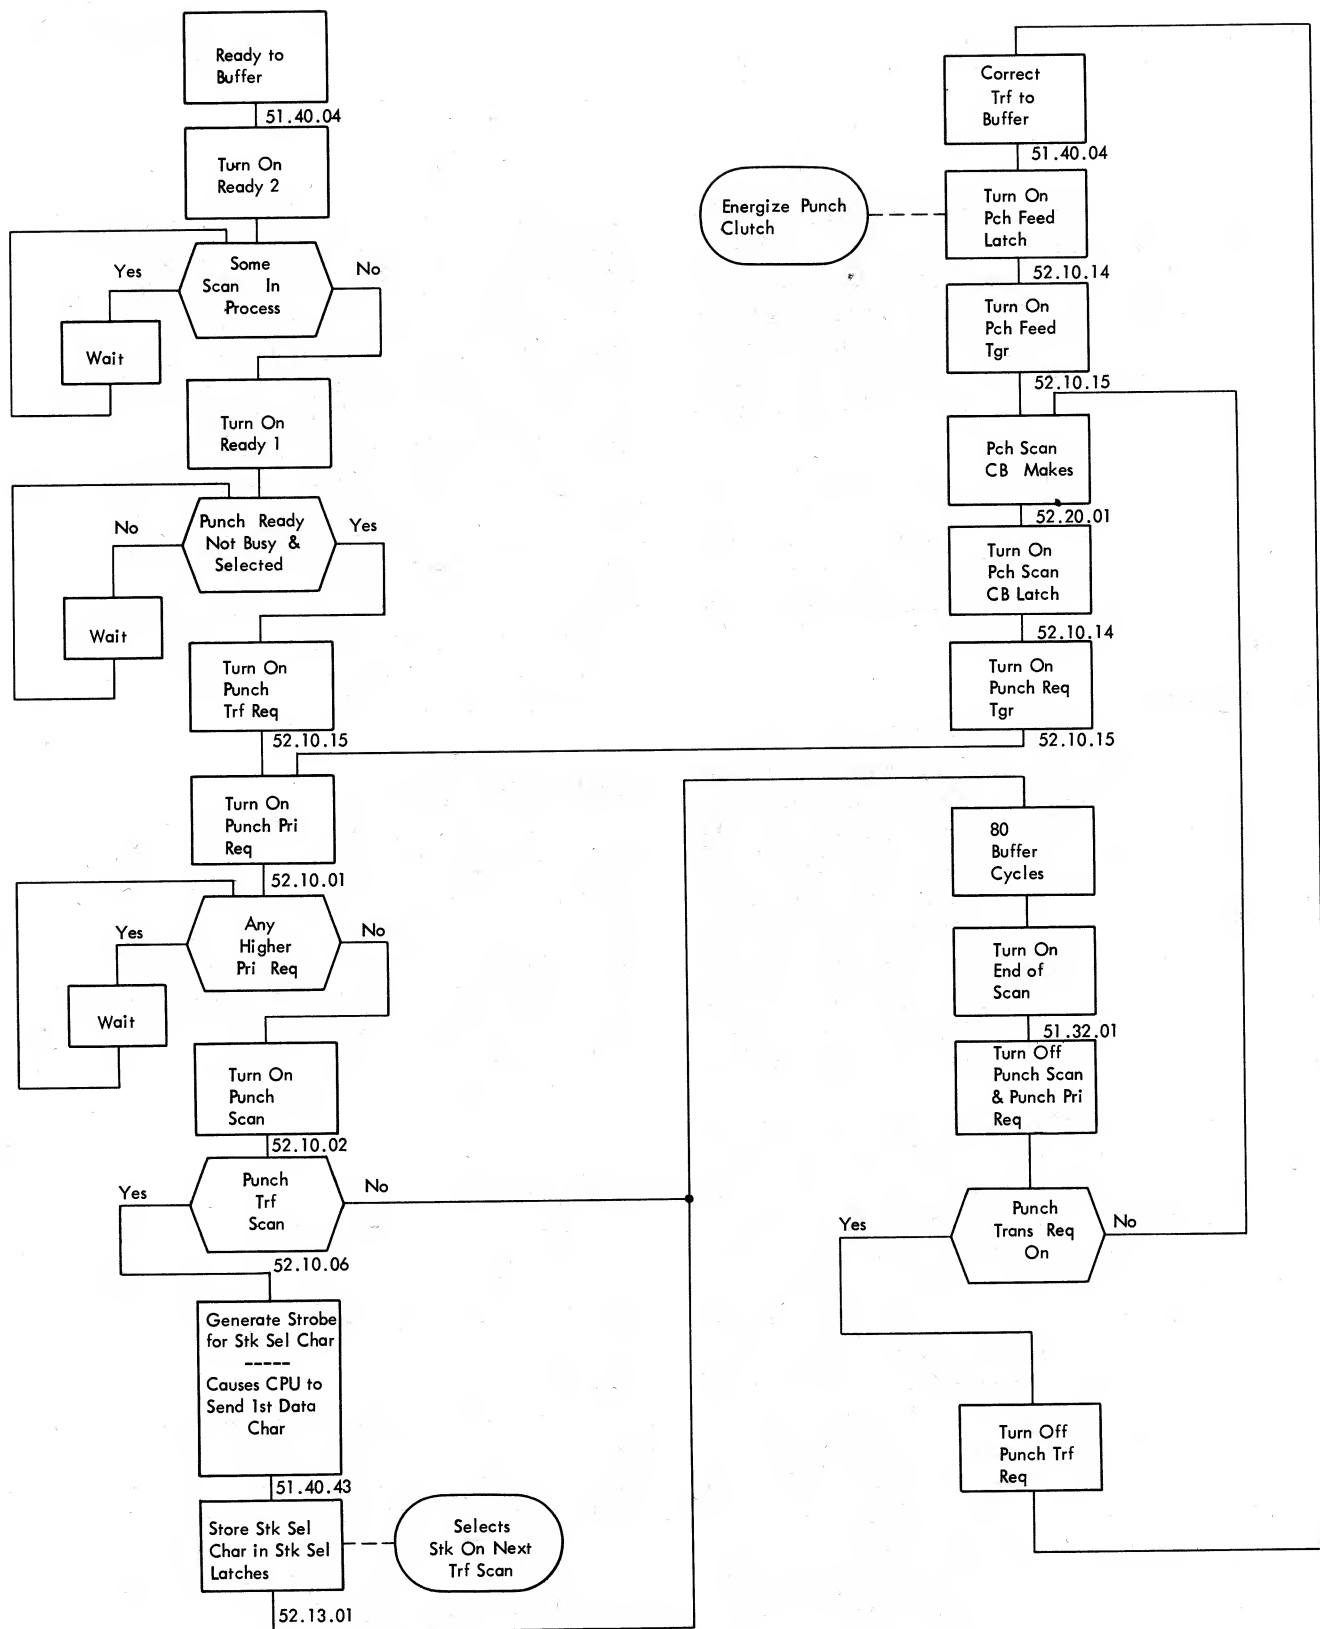 Ready to
Buffer
51.40.04
Turn On
Ready 2
Some
Scan In
Process
Yes
No
Wait
Turn On
Ready 1
Punch Ready
Not Busy &
Selected
No
Yes
Wait
Turn On
Punch
Trf Req
52.10.15
Turn On
Punch Pri
Req
52.10.01
Any
Higher
Pri Req
Yes
No
Wait
Turn On
Punch
Scan
52.10.02
Punch
Trf
Scan
Yes
No
52.10.06
Generate Strobe
for Stk Sel Char
-----
Causes CPU to
Send 1st Data
Char
51.40.43
Store Stk Sel
Char in Stk Sel
Latches
Selects
Stk On Next
Trf Scan
52.13.01
Correct
Trf to
Buffer
51.40.04
Energize Punch
Clutch
Turn On
Pch Feed
Latch
52.10.14
Turn On
Pch Feed
Tgr
52.10.15
Pch Scan
CB Makes
52.20.01
Turn On
Pch Scan
CB Latch
52.10.14
Turn On
Punch Req
Tgr
52.10.15
80
Buffer
Cycles
Turn On
End of
Scan
51.32.01
Turn Off
Punch Scan
& Punch Pri
Req
Punch
Trans Req
On
Yes
No
Turn Off
Punch Trf
Req